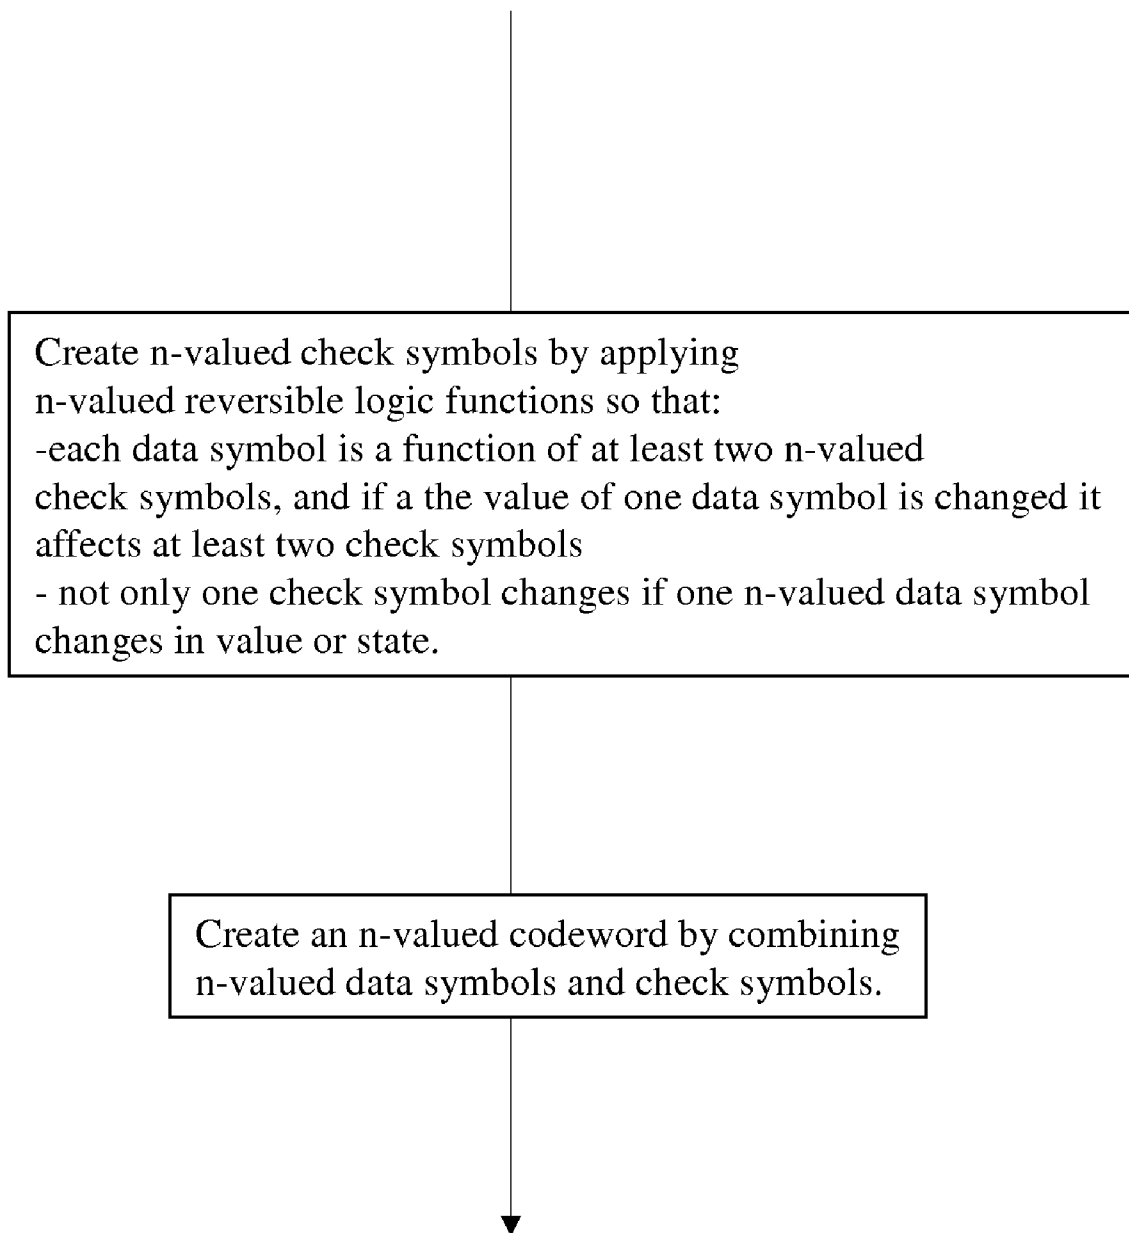 Create n-valued check symbols by applying
n-valued reversible logic functions so that:
-each data symbol is a function of at least two n-valued
check symbols, and if a the value of one data symbol is changed it
affects at least two check symbols
- not only one check symbol changes if one n-valued data symbol
changes in value or state.
Create an n-valued codeword by combining
n-valued data symbols and check symbols.